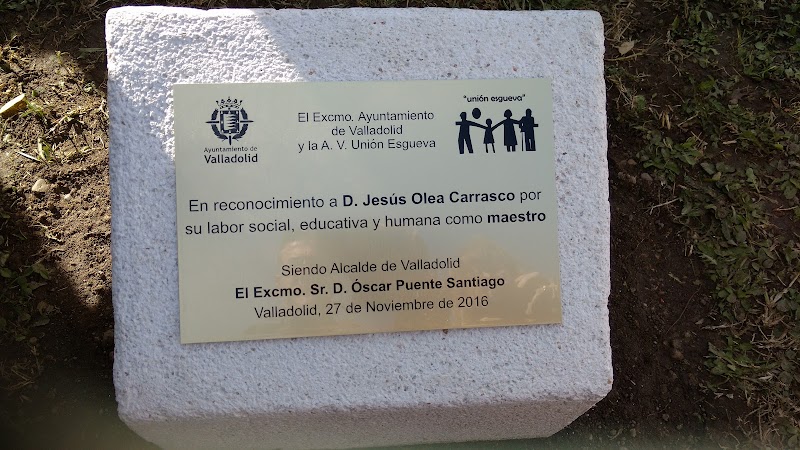 "unión esgueva"
El Excmo. Ayuntamiento
de Valladolid
y la A. V. Unión Esgueva
Ayuntamiento de
Valladolid
En reconocimiento a D. Jesús Olea Carrasco por
su labor social, educativa y humana como maestro
Siendo Alcalde de Valladolid
El Excmo. Sr. D. Óscar Puente Santiago
Valladolid, 27 de Noviembre de 2016